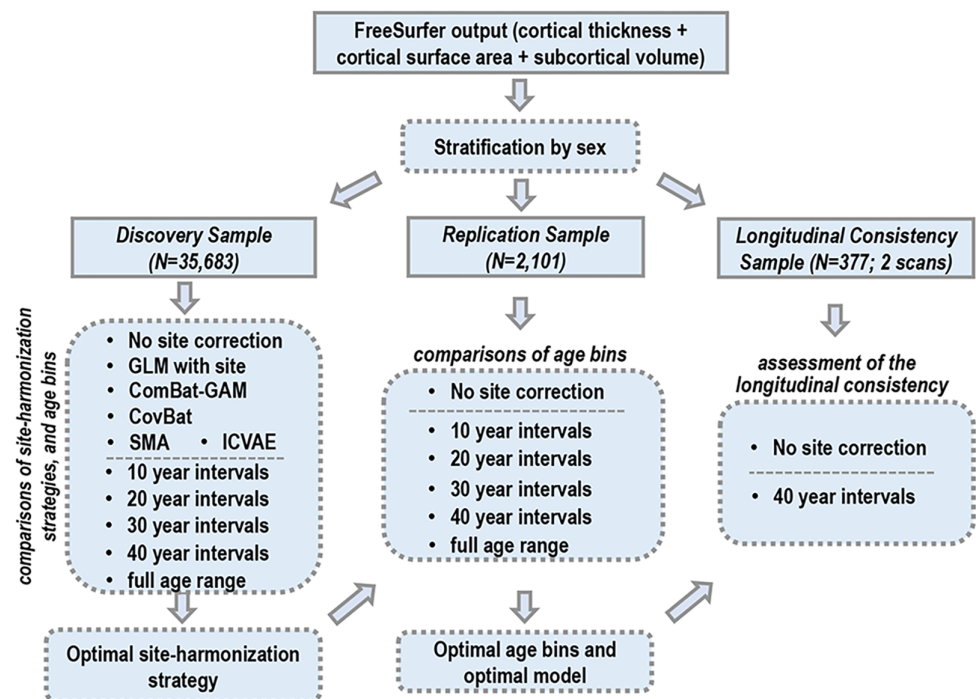 FreeSurfer output (cortical thickness +
cortical surface area + subcortical volume)
Stratification by sex
Discovery Sample
(N=35,683)
comparisons of site-harmonization
strategies, and age bins
• No site correction
• GLM with site
• ComBat-GAM
• CovBat
• SMA • ICVAE
• 10 year intervals
• 20 year intervals
• 30 year intervals
• 40 year intervals
• full age range
Optimal site-harmonization
strategy
Replication Sample
(N=2,101)
comparisons of age bins
• No site correction
• 10 year intervals
• 20 year intervals
• 30 year intervals
• 40 year intervals
• full age range
Optimal age bins and
optimal model
Longitudinal Consistency
Sample (N=377; 2 scans)
assessment of the
longitudinal consistency
• No site correction
• 40 year intervals